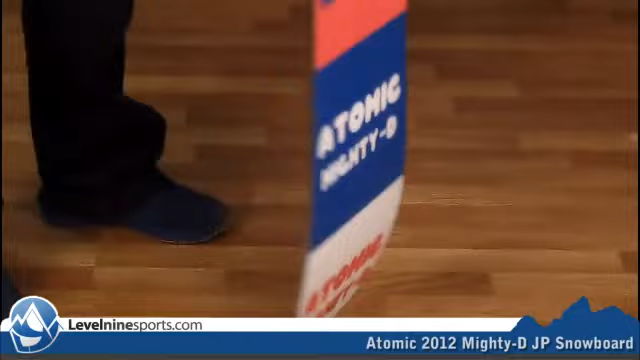 ATOMIC
MIGHTY-D
ATOMIC
Levelninesports.com
Atomic 2012 Mighty-D JP Snowboard